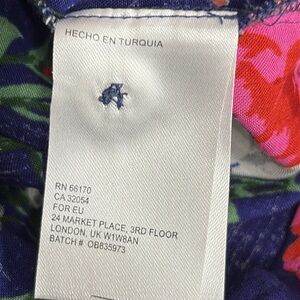 HECHO EN TURQUIA
RN 66170
CA 32054
FOR EU
24 MARKET PLACE, 3RD FLOOR
LONDON, UK W1W8AN
BATCH # OB835973